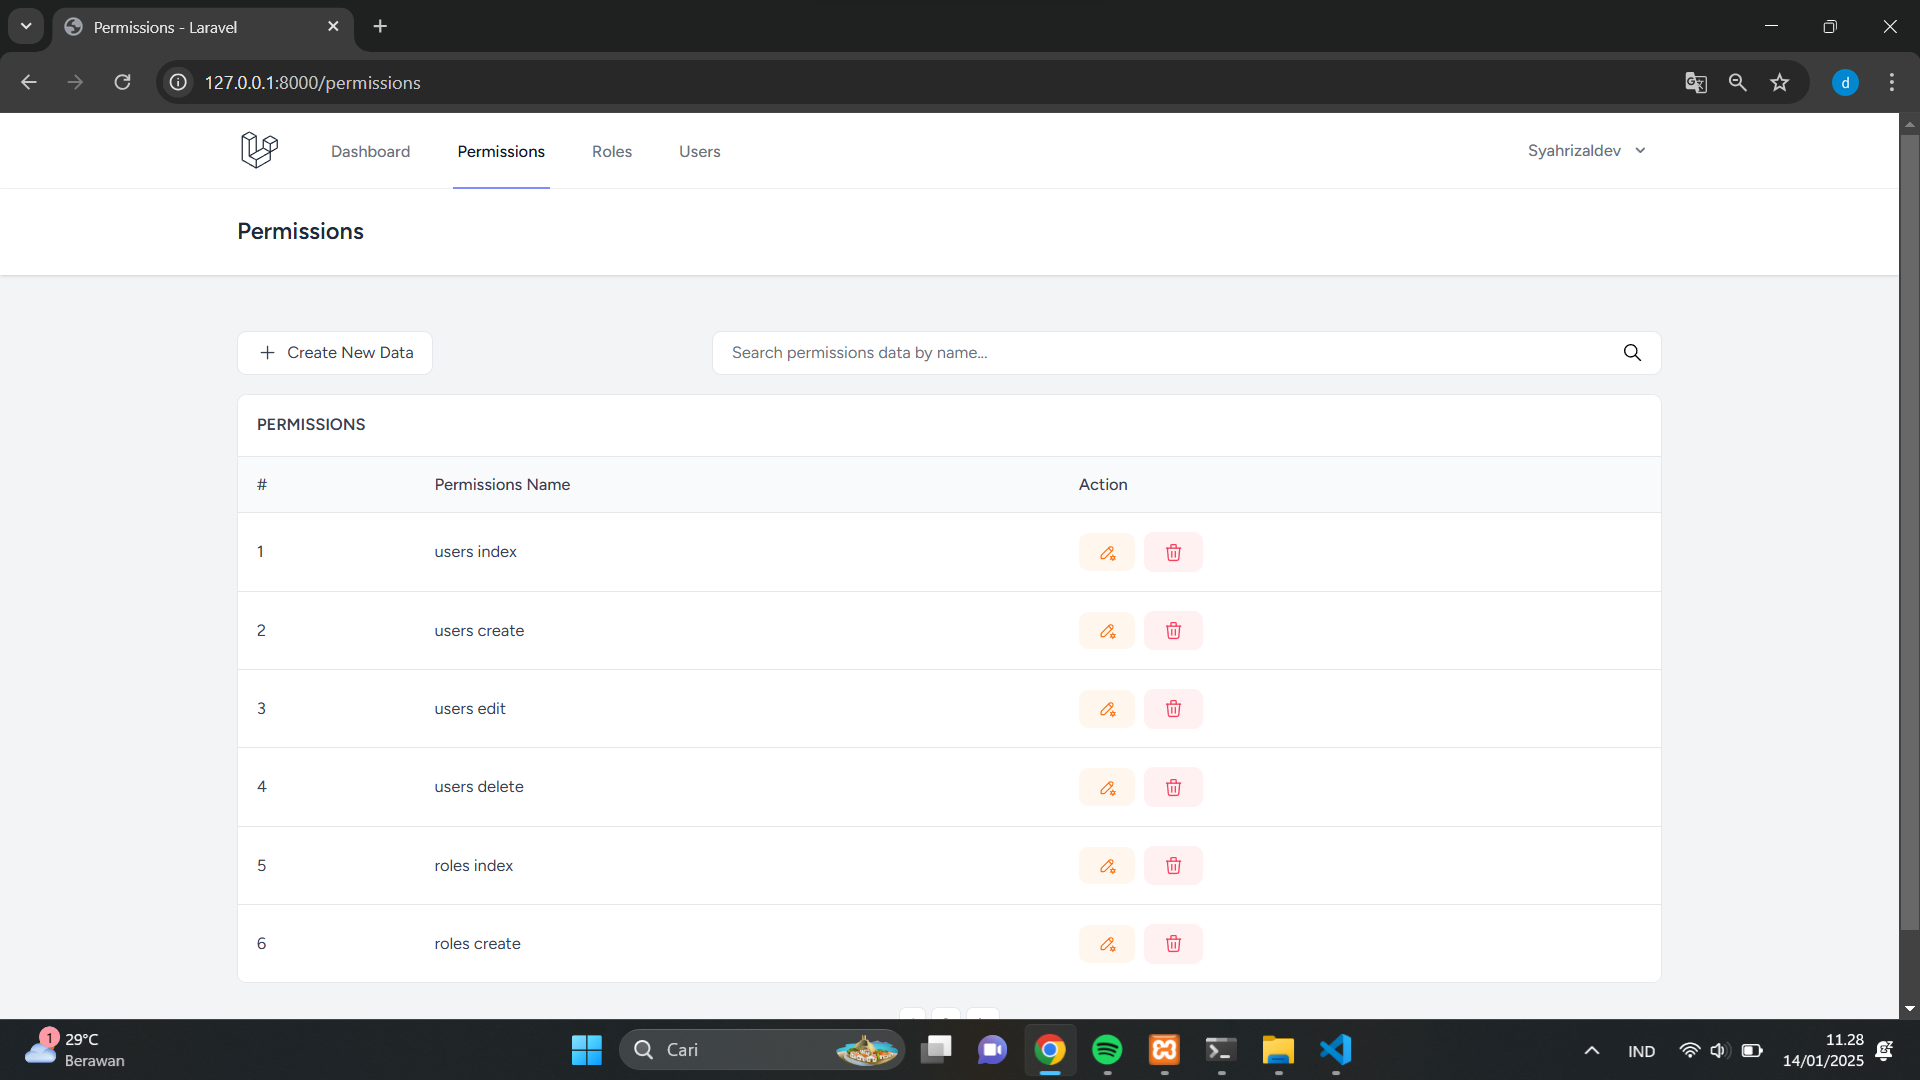 Permissions - Laravel
127.0.0.1:8000/permissions
d
Dashboard
Permissions
Roles
Users
Syahrizaldev
Permissions
Create New Data
Search permissions data by name...
PERMISSIONS
# Permissions Name Action
1 users index
2 users create
3 users edit
4 users delete
5 roles index
6 roles create
1
29°C
Berawan
Cari
IND
11.28
14/01/2025